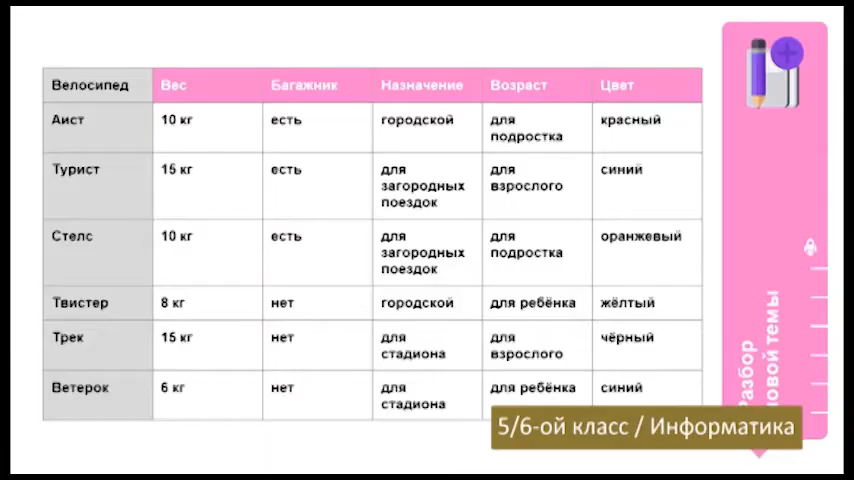 Велосипед Вес Багажник Назначение Возраст Цвет
Аист 10 кг есть городской для подростка красный
Турист 15 кг есть для загородных поездок для взрослого синий
Стелс 10 кг есть для загородных поездок для подростка оранжевый
Твистер 8 кг нет городской для ребёнка жёлтый
Трек 15 кг нет для стадиона для взрослого чёрный
Ветерок 6 кг нет для стадиона для ребёнка синий
Разбор
новой темы
5/6-ой класс / Информатика